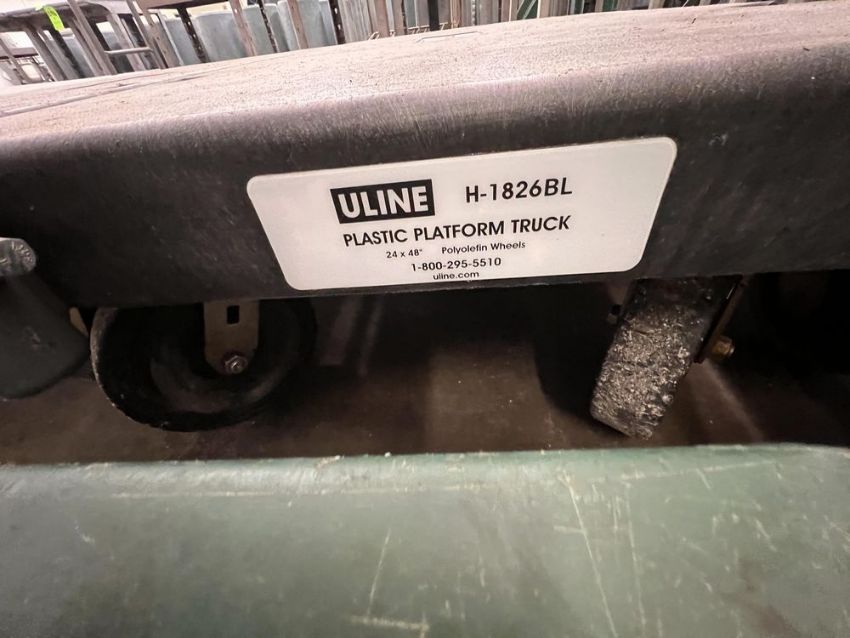 ULINE H-1826BL
PLASTIC PLATFORM TRUCK
24 x 48" Polyolefin Wheels
1-800-295-5510
uline.com